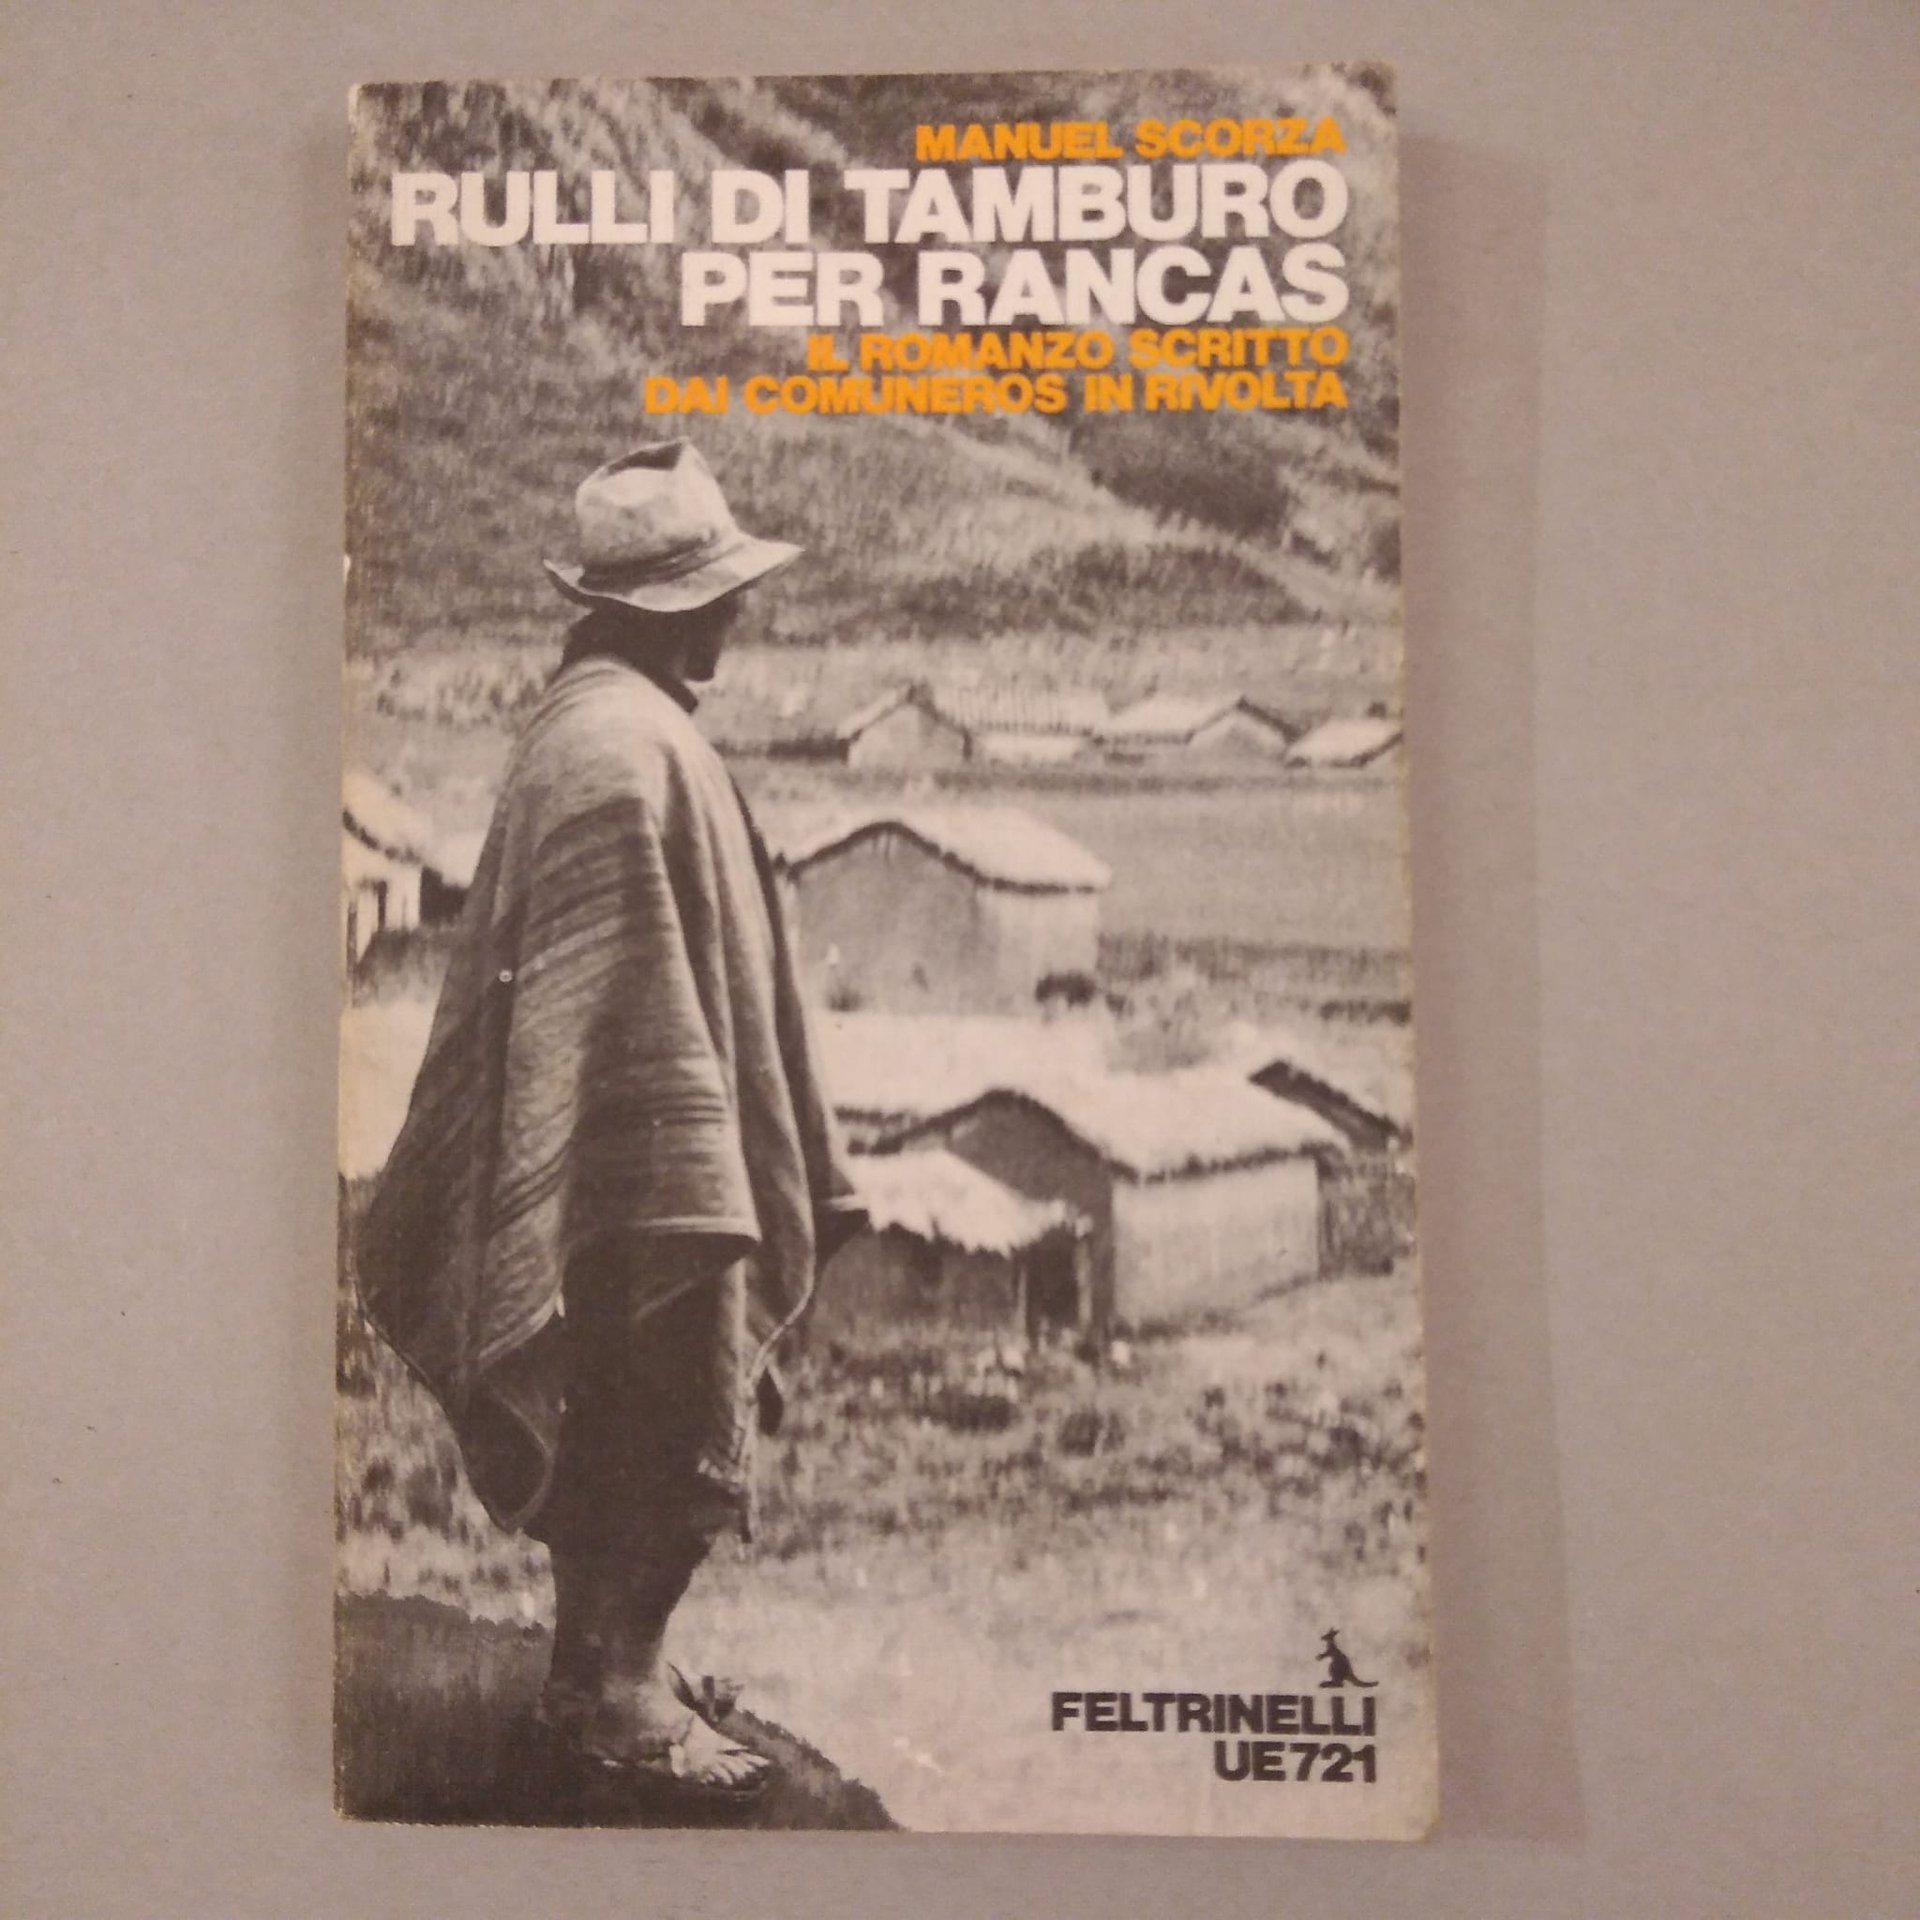 MANUEL SCORZA
RULLI DI TAMBURO
PER RANCAS
IL ROMANZO SCRITTO
DAI COMUNEROS IN RIVOLTA
FELTRINELLI
UE721